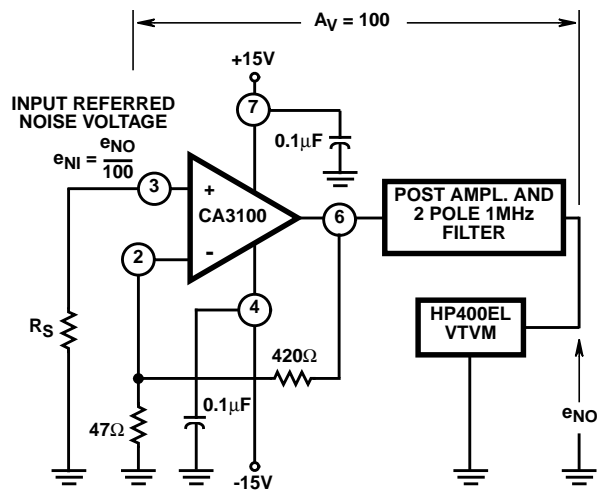 A_V = 100
+15V
INPUT REFERRED
NOISE VOLTAGE
e_NI = e_NO / 100
7
0.1μF
3
+
CA3100
6
POST AMPL. AND
2 POLE 1MHz
FILTER
2
-
4
HP400EL
VTVM
R_S
420Ω
0.1μF
47Ω
e_NO
-15V